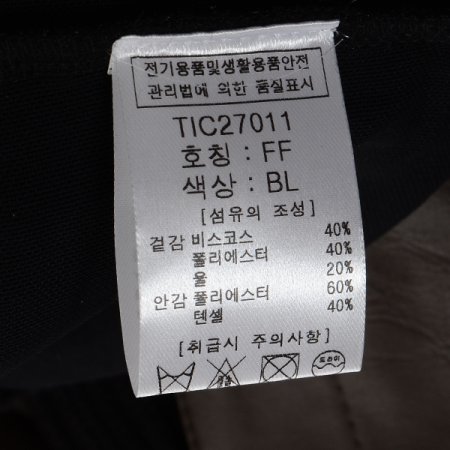 전기용품및생활용품안전
관리법에 의한 품질표시
TIC27011
호칭 : FF
색상 : BL
[섬유의 조성]
겉감 비스코스 40%
폴리에스터 40%
울 20%
안감 폴리에스터 60%
텐셀 40%
[취급시 주의사항]
드라이